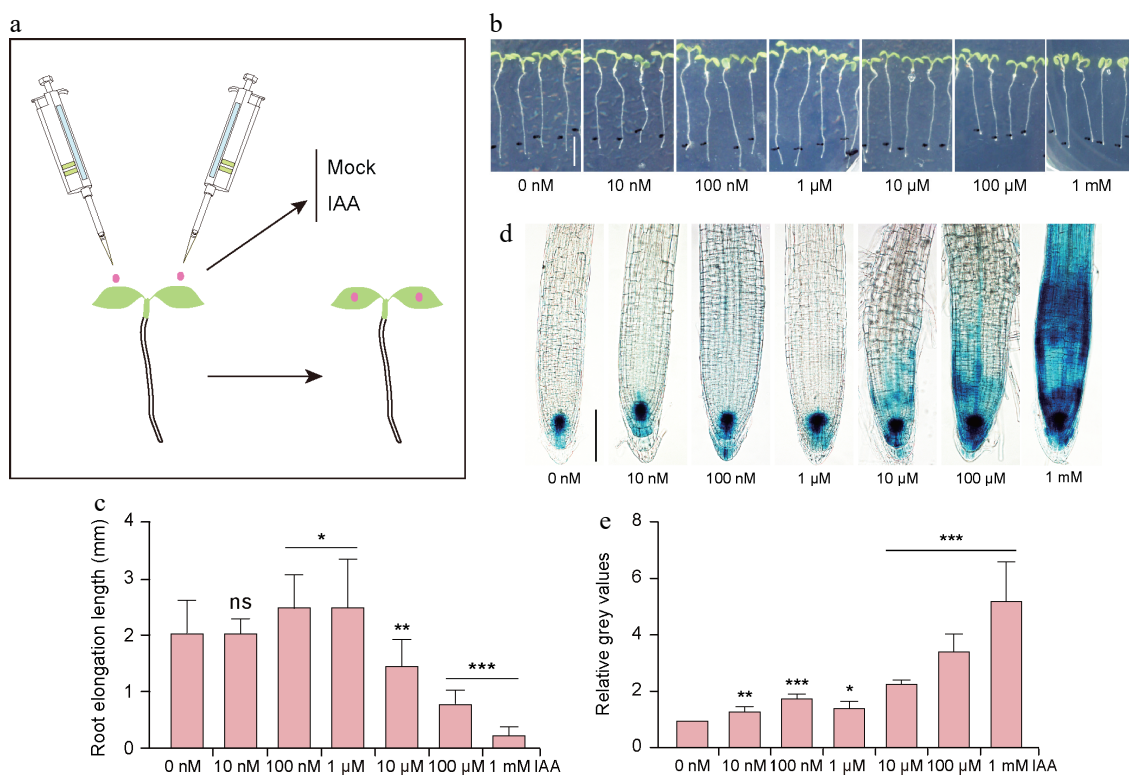 a
Mock
IAA
b
0 nM 10 nM 100 nM 1 µM 10 µM 100 µM 1 mM
d
0 nM 10 nM 100 nM 1 µM 10 µM 100 µM 1 mM
c
Root elongation length (mm)
4
3
2
1
0
ns
*
**
***
0 nM 10 nM 100 nM 1 µM 10 µM 100 µM 1 mM IAA
e
Relative grey values
8
6
4
2
0
**
***
*
***
0 nM 10 nM 100 nM 1 µM 10 µM 100 µM 1 mM IAA